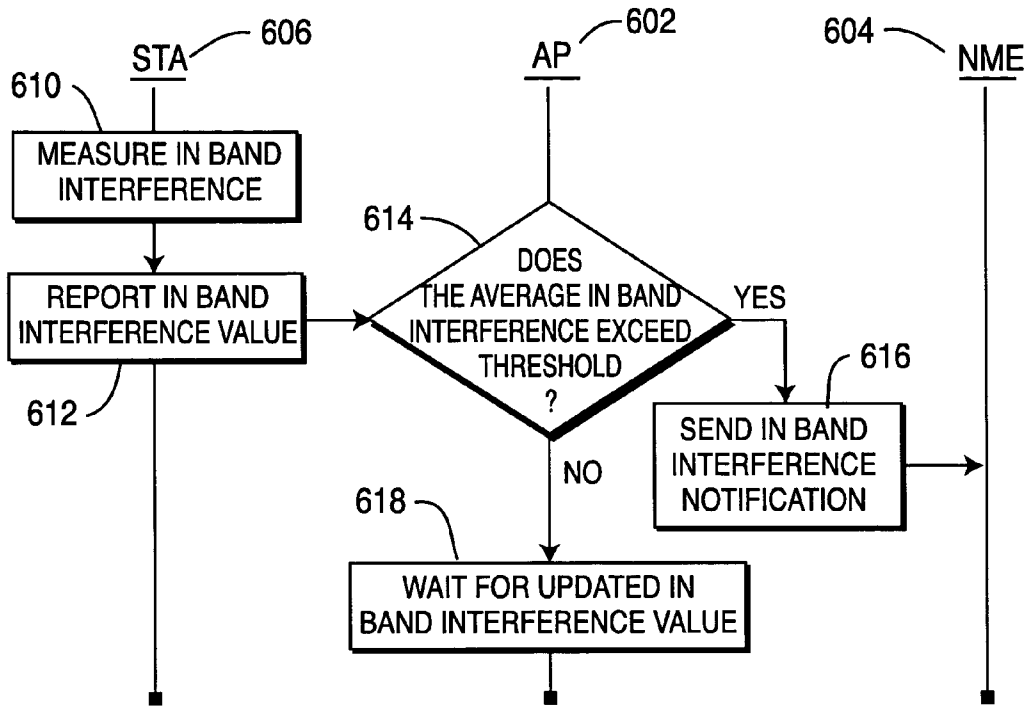 STA
606
AP
602
604
NME
610
MEASURE IN BAND
INTERFERENCE
614
DOES
THE AVERAGE IN BAND
INTERFERENCE EXCEED
THRESHOLD
?
YES
REPORT IN BAND
INTERFERENCE VALUE
612
616
SEND IN BAND
INTERFERENCE
NOTIFICATION
NO
618
WAIT FOR UPDATED IN
BAND INTERFERENCE VALUE